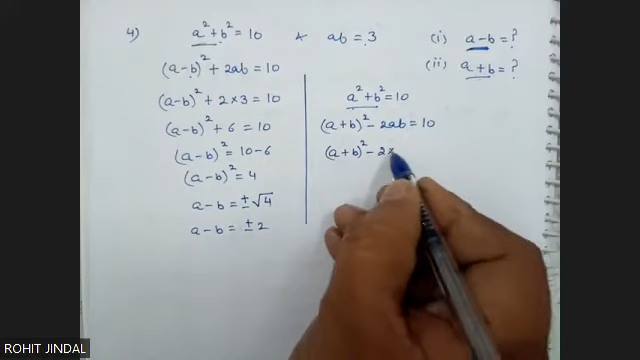 4) a² + b² = 10 & ab = 3 (i) a - b = ?
(ii) a + b = ?
(a - b)² + 2ab = 10
(a - b)² + 2 × 3 = 10
(a - b)² + 6 = 10
(a - b)² = 10 - 6
(a - b)² = 4
a - b = ± √4
a - b = ± 2
a² + b² = 10
(a + b)² - 2ab = 10
(a + b)² - 2 ×
ROHIT JINDAL